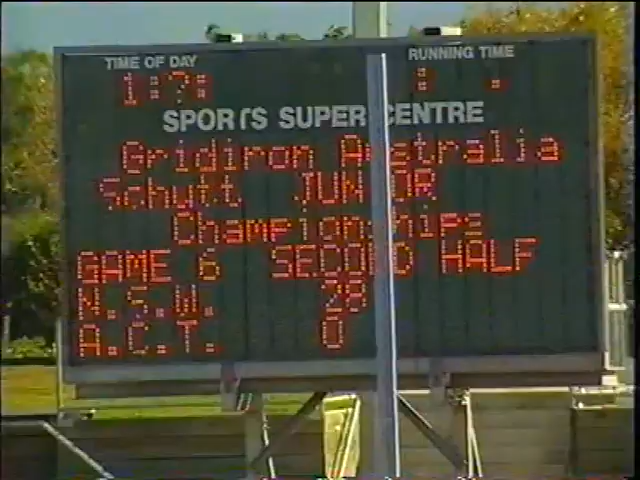 TIME OF DAY RUNNING TIME
SPORTS SUPER CENTRE
Gridiron Australia
Schutt JUNIOR
Championships
GAME 6 SECOND HALF
N.S.W. 28
A.C.T. 0